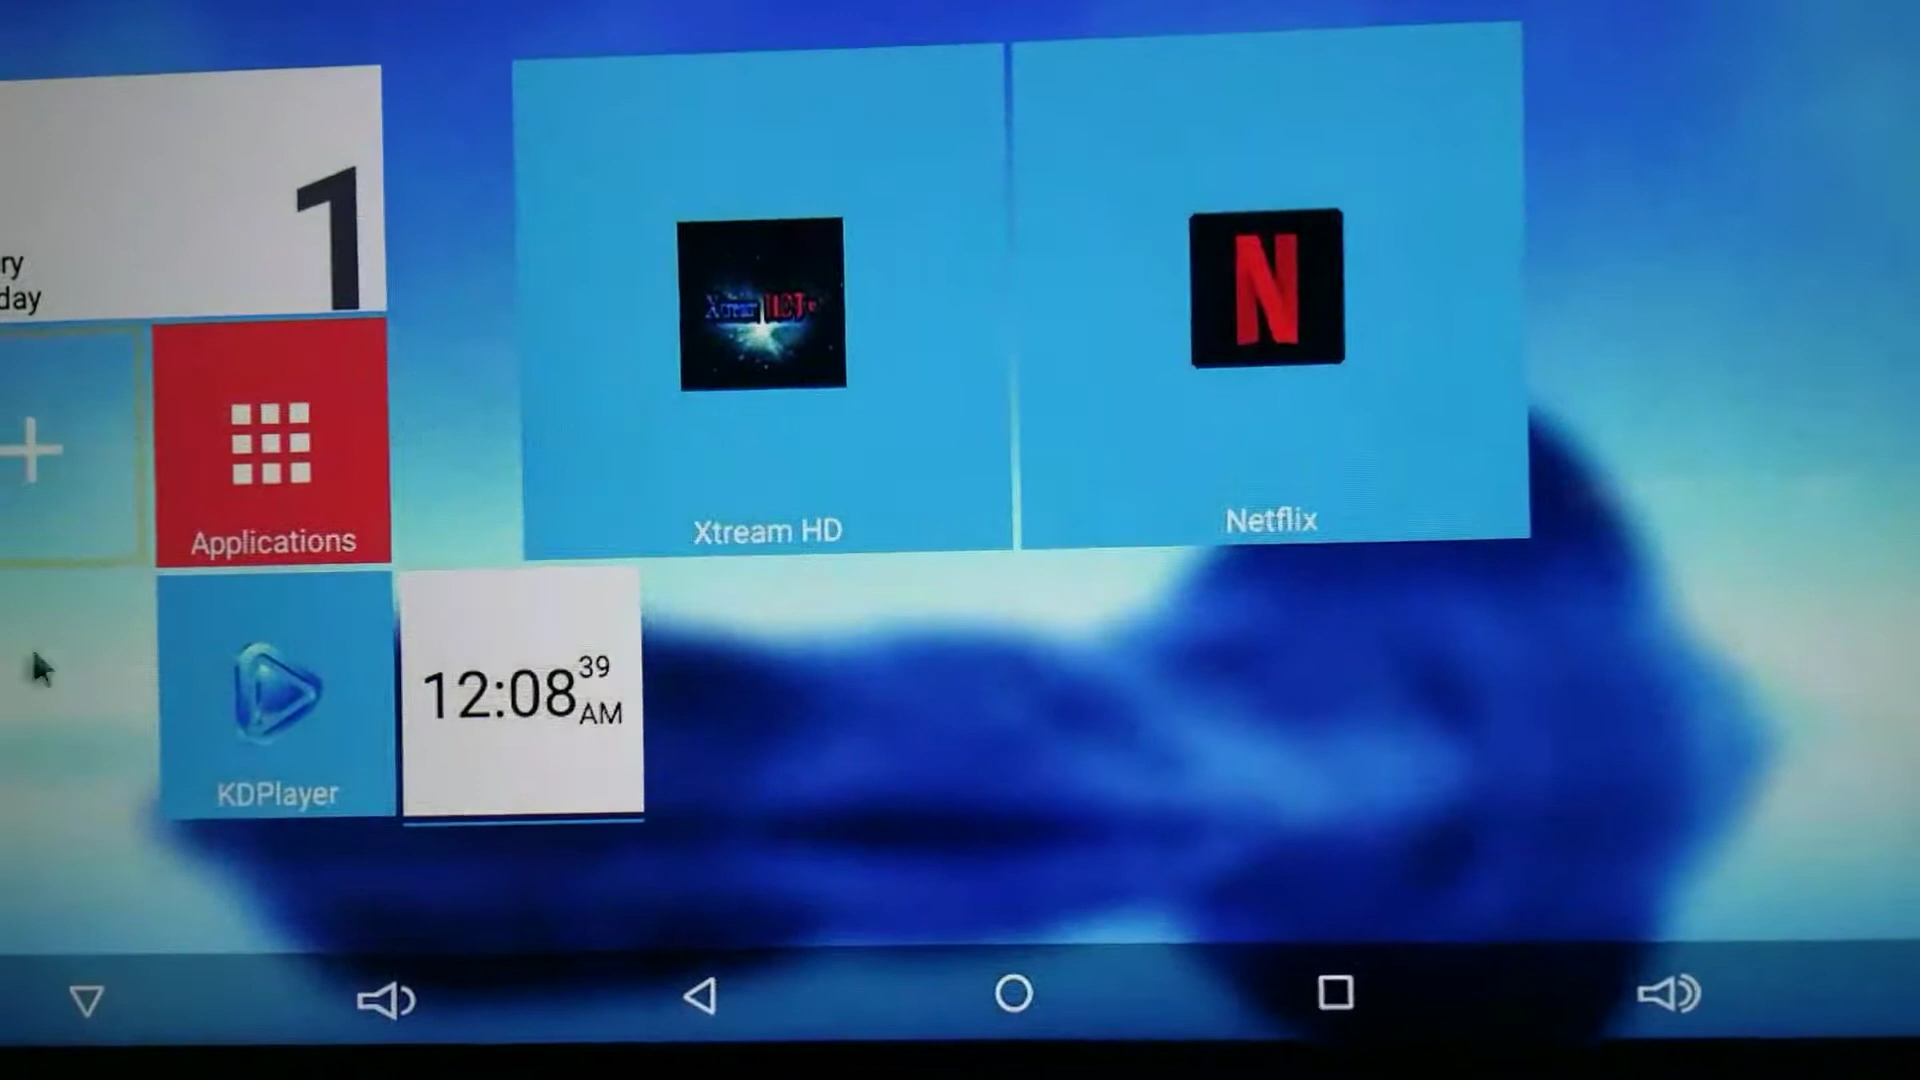 1
ry
day
Applications
Xtream HD
N
Netflix
KDPlayer
12:08 39 AM